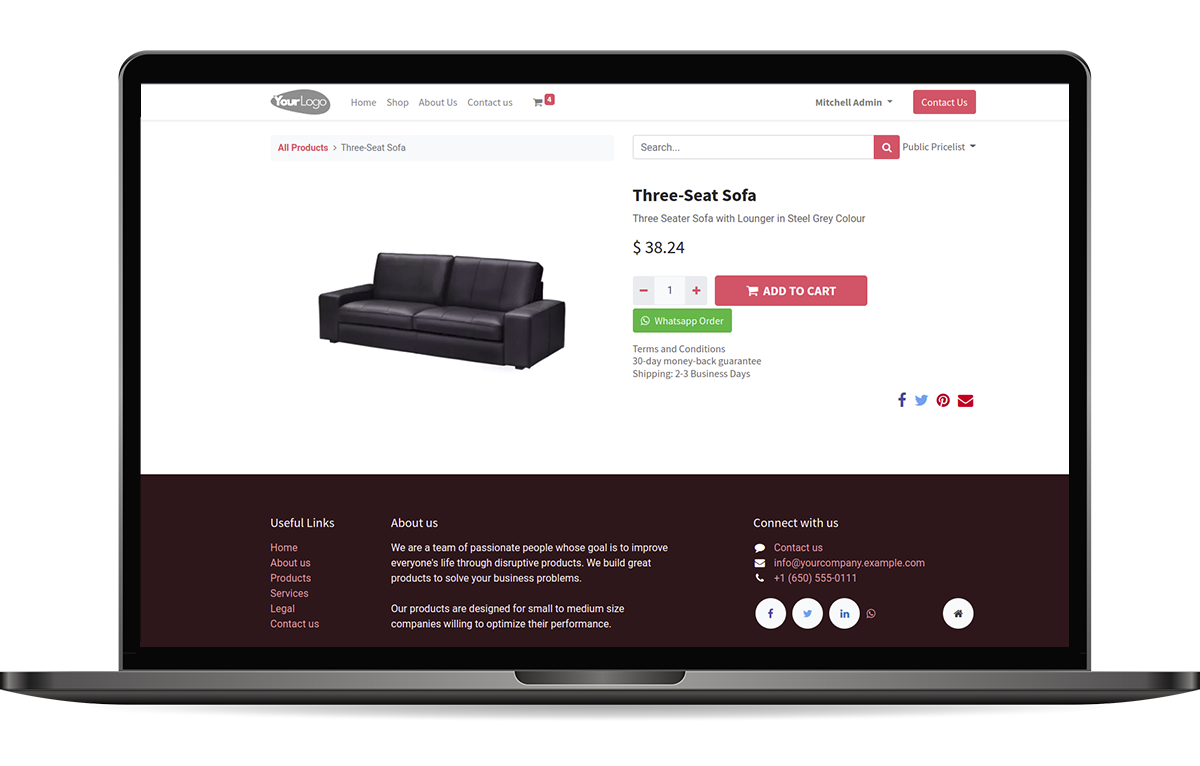 YourLogo
Home Shop About Us Contact us 4 Mitchell Admin Contact Us
All Products › Three-Seat Sofa
Search... Public Pricelist
Three-Seat Sofa
Three Seater Sofa with Lounger in Steel Grey Colour
$ 38.24
1
ADD TO CART
Whatsapp Order
Terms and Conditions
30-day money-back guarantee
Shipping: 2-3 Business Days
Useful Links
Home
About us
Products
Services
Legal
Contact us
About us
We are a team of passionate people whose goal is to improve
everyone's life through disruptive products. We build great
products to solve your business problems.
Our products are designed for small to medium size
companies willing to optimize their performance.
Connect with us
Contact us
info@yourcompany.example.com
+1 (650) 555-0111